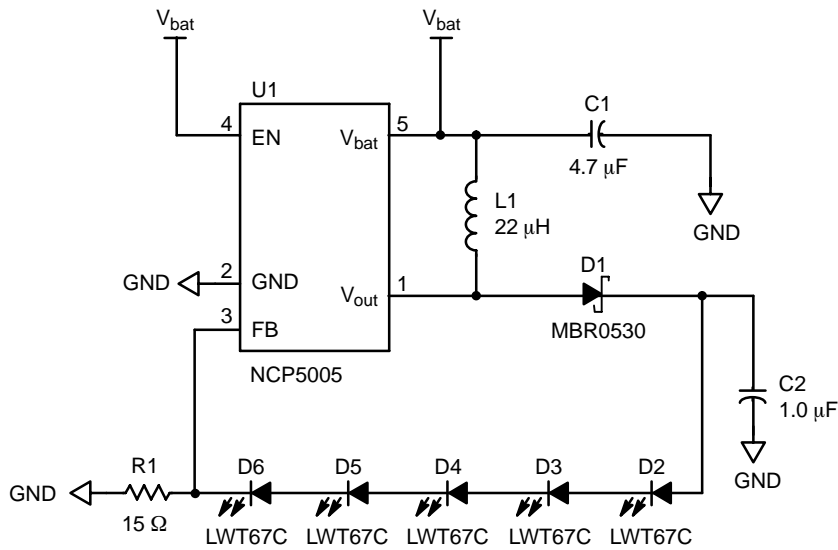 Vbat
Vbat
U1
C1
4
EN
Vbat
5
4.7 μF
L1
22 μH
GND
GND
2
GND
Vout
1
D1
3
FB
MBR0530
NCP5005
C2
1.0 μF
GND
R1
D6
D5
D4
D3
D2
GND
15 Ω
LWT67C
LWT67C
LWT67C
LWT67C
LWT67C